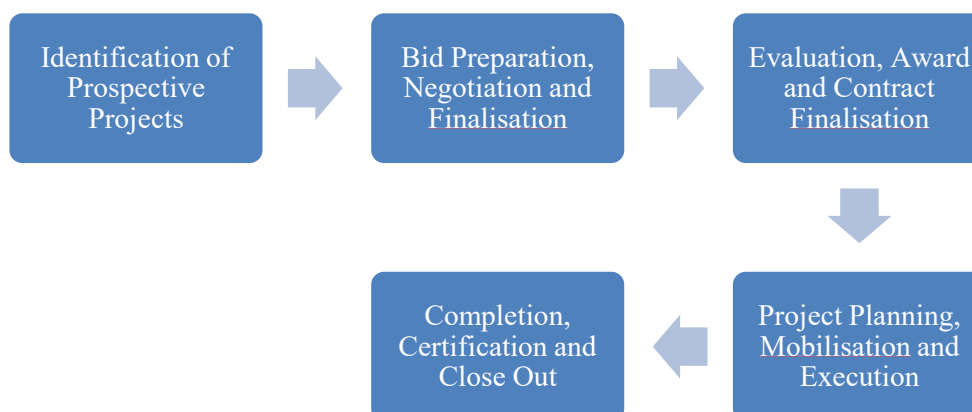 Identification of
Prospective
Projects
Bid Preparation,
Negotiation and
Finalisation
Evaluation, Award
and Contract
Finalisation
Project Planning,
Mobilisation and
Execution
Completion,
Certification and
Close Out